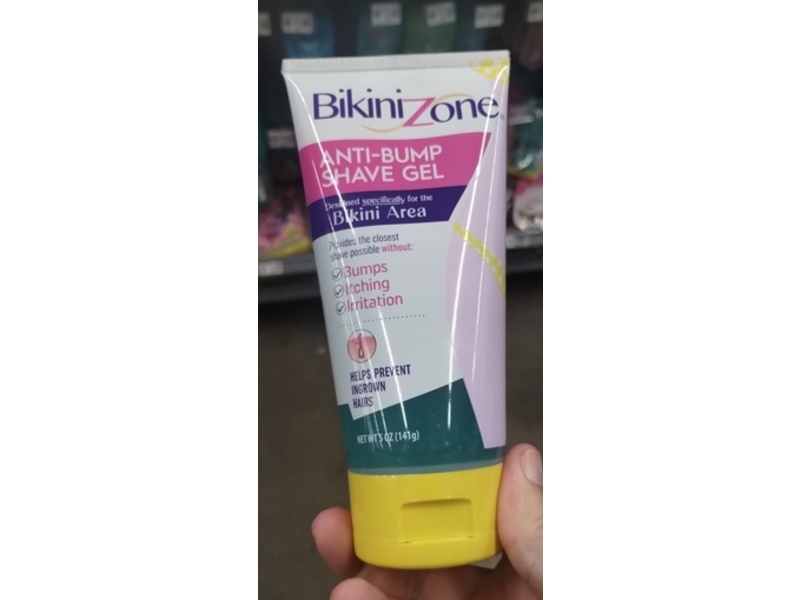 BikiniZone
ANTI-BUMP
SHAVE GEL
Designed specifically for the
Bikini Area
Provides the closest
shave possible without:
Bumps
Itching
Irritation
HELPS PREVENT
INGROWN
HAIRS
NET WT 5 OZ (141g)